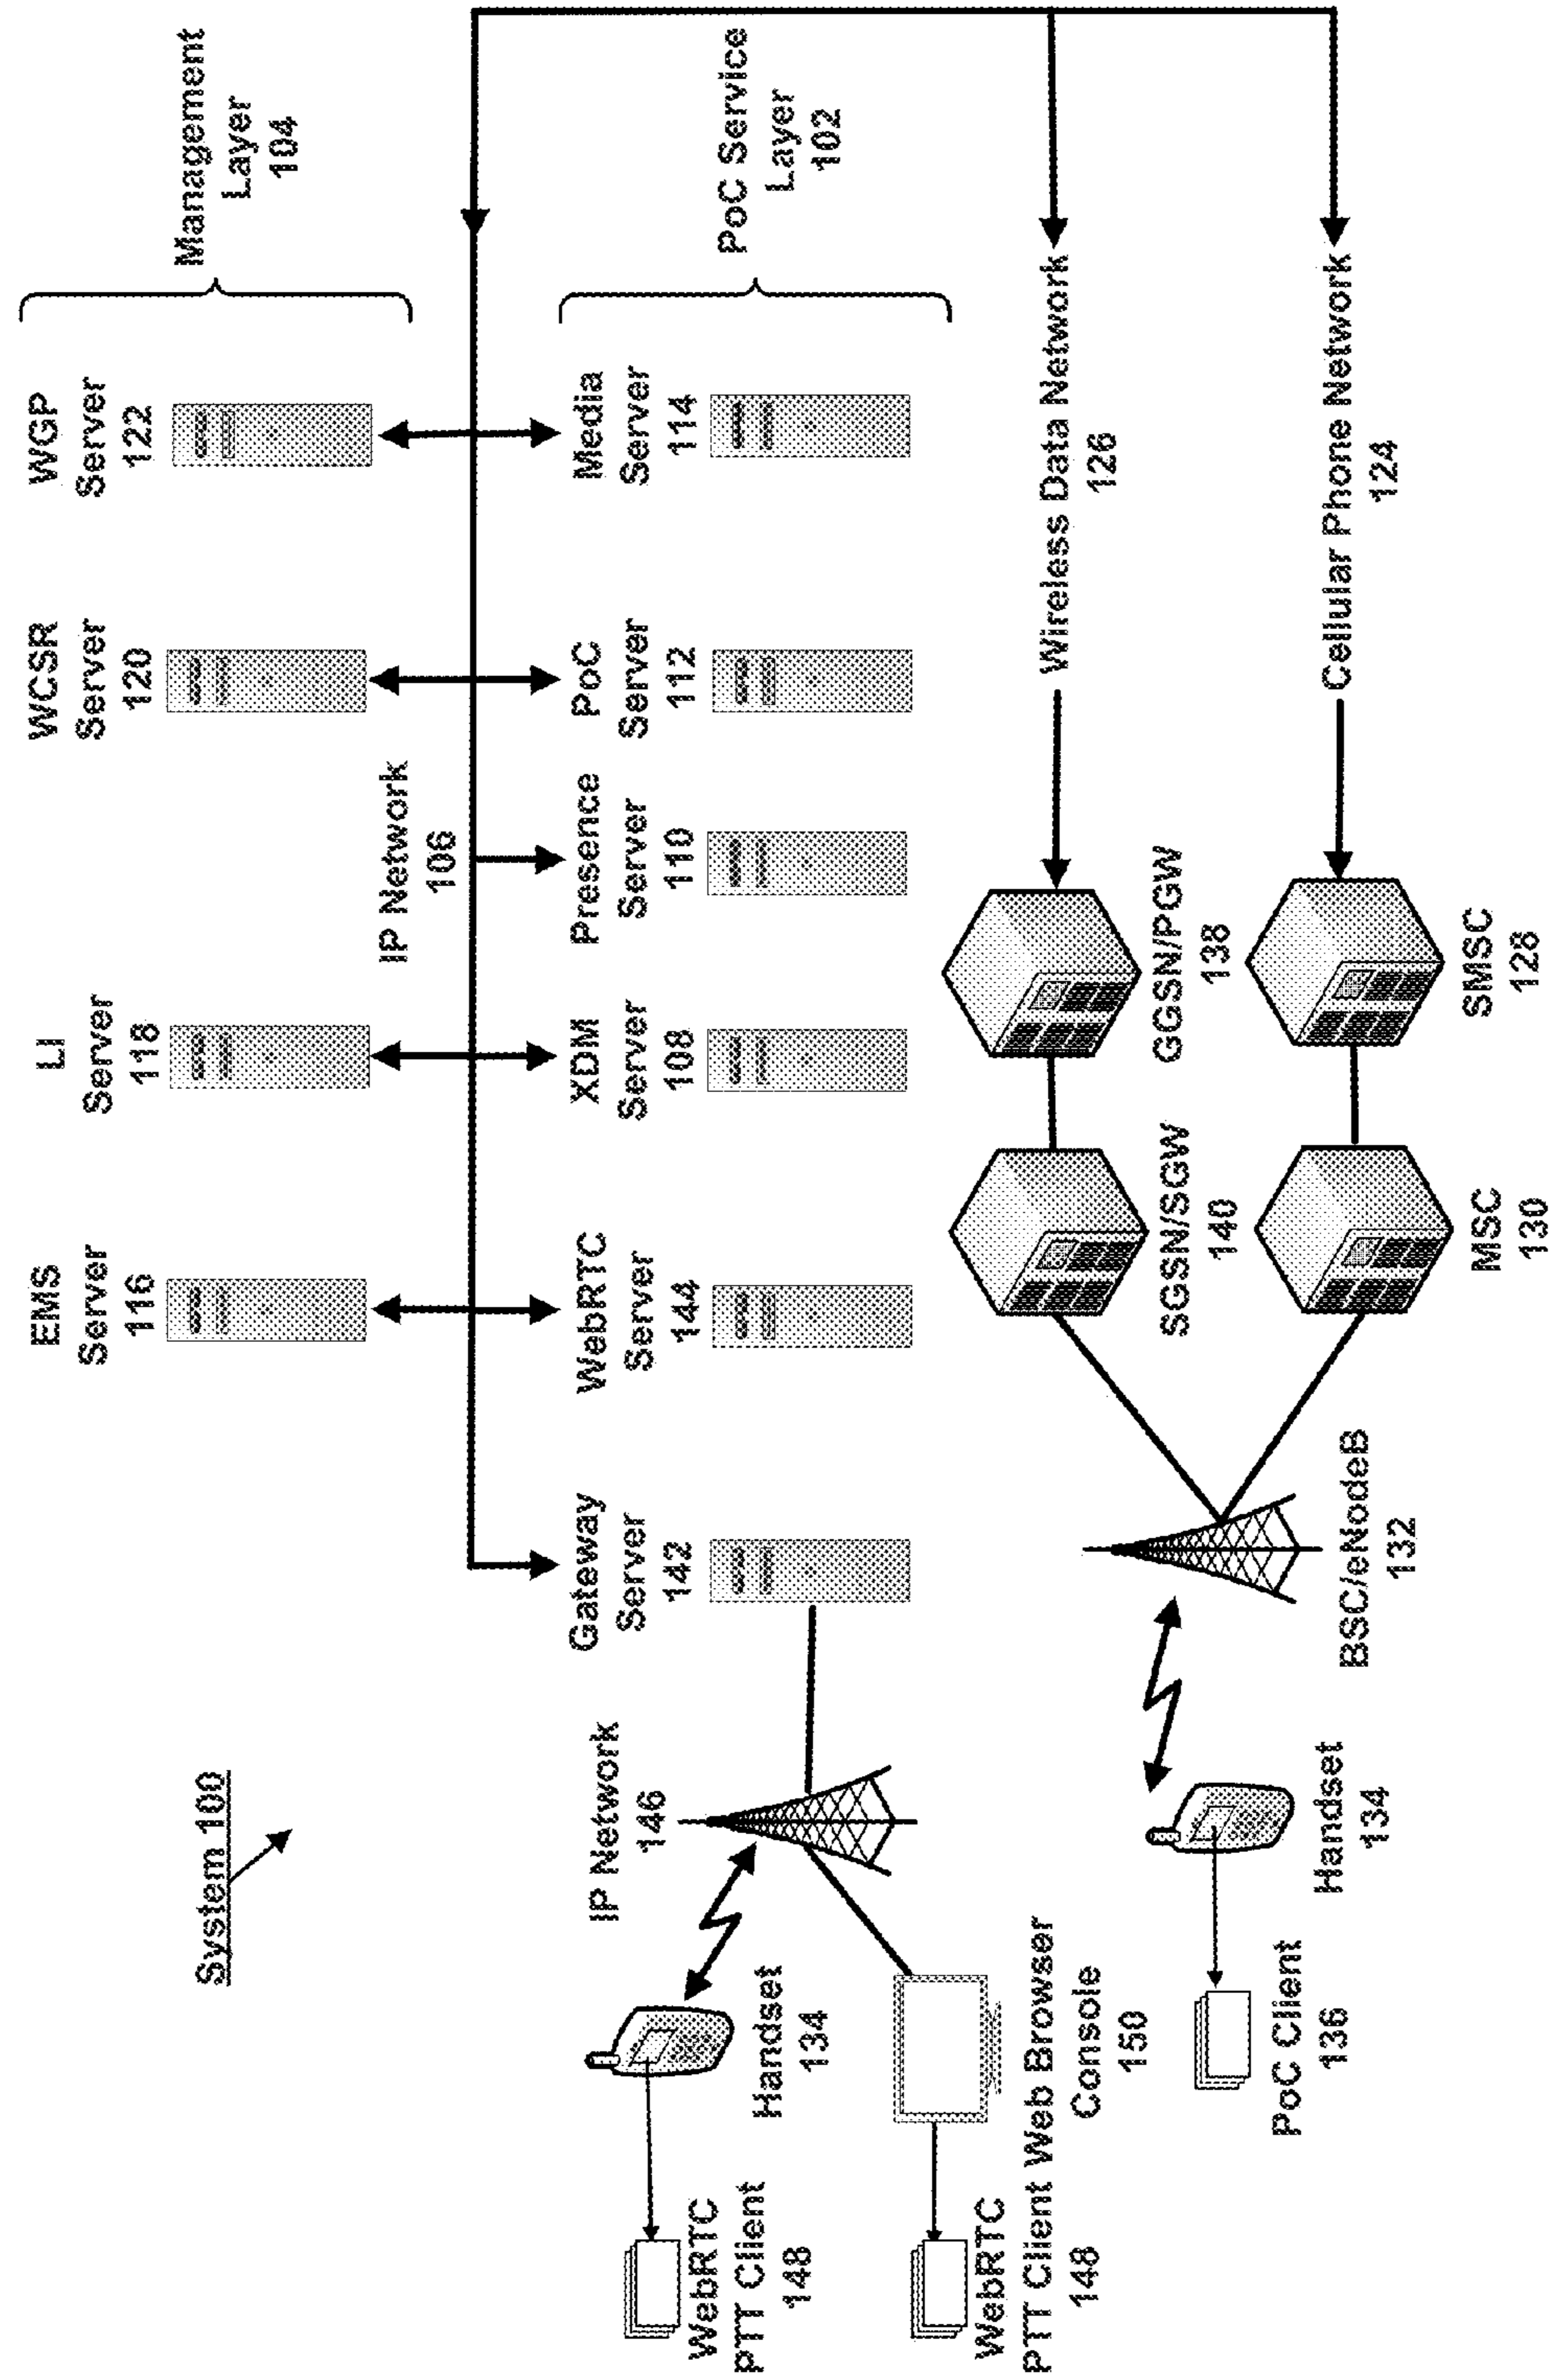 System 100
EMS
Server
116
LI
Server
118
WCSR
Server
120
WGP
Server
122
Management
Layer
104
IP Network
106
Gateway
Server
142
WebRTC
Server
144
XDM
Server
108
Presence
Server
110
PoC
Server
112
Media
Server
114
PoC Service
Layer
102
IP Network
146
Handset
134
WebRTC
PTT Client
148
WebRTC
PTT Client
148
Web Browser
Console
150
SGSN/SGW
140
GGSN/PGW
138
Wireless Data Network
126
BSC/eNodeB
132
MSC
130
SMSC
128
Cellular Phone Network
124
Handset
134
PoC Client
136